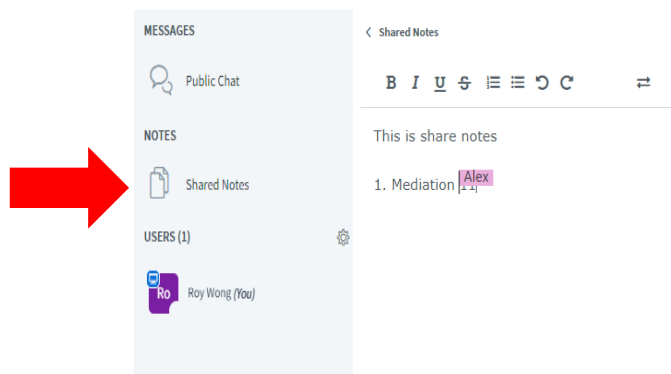 MESSAGES
Public Chat
NOTES
Shared Notes
USERS (1)
Ro
Roy Wong (You)
Shared Notes
B I U S
This is share notes
1. Mediation
Alex